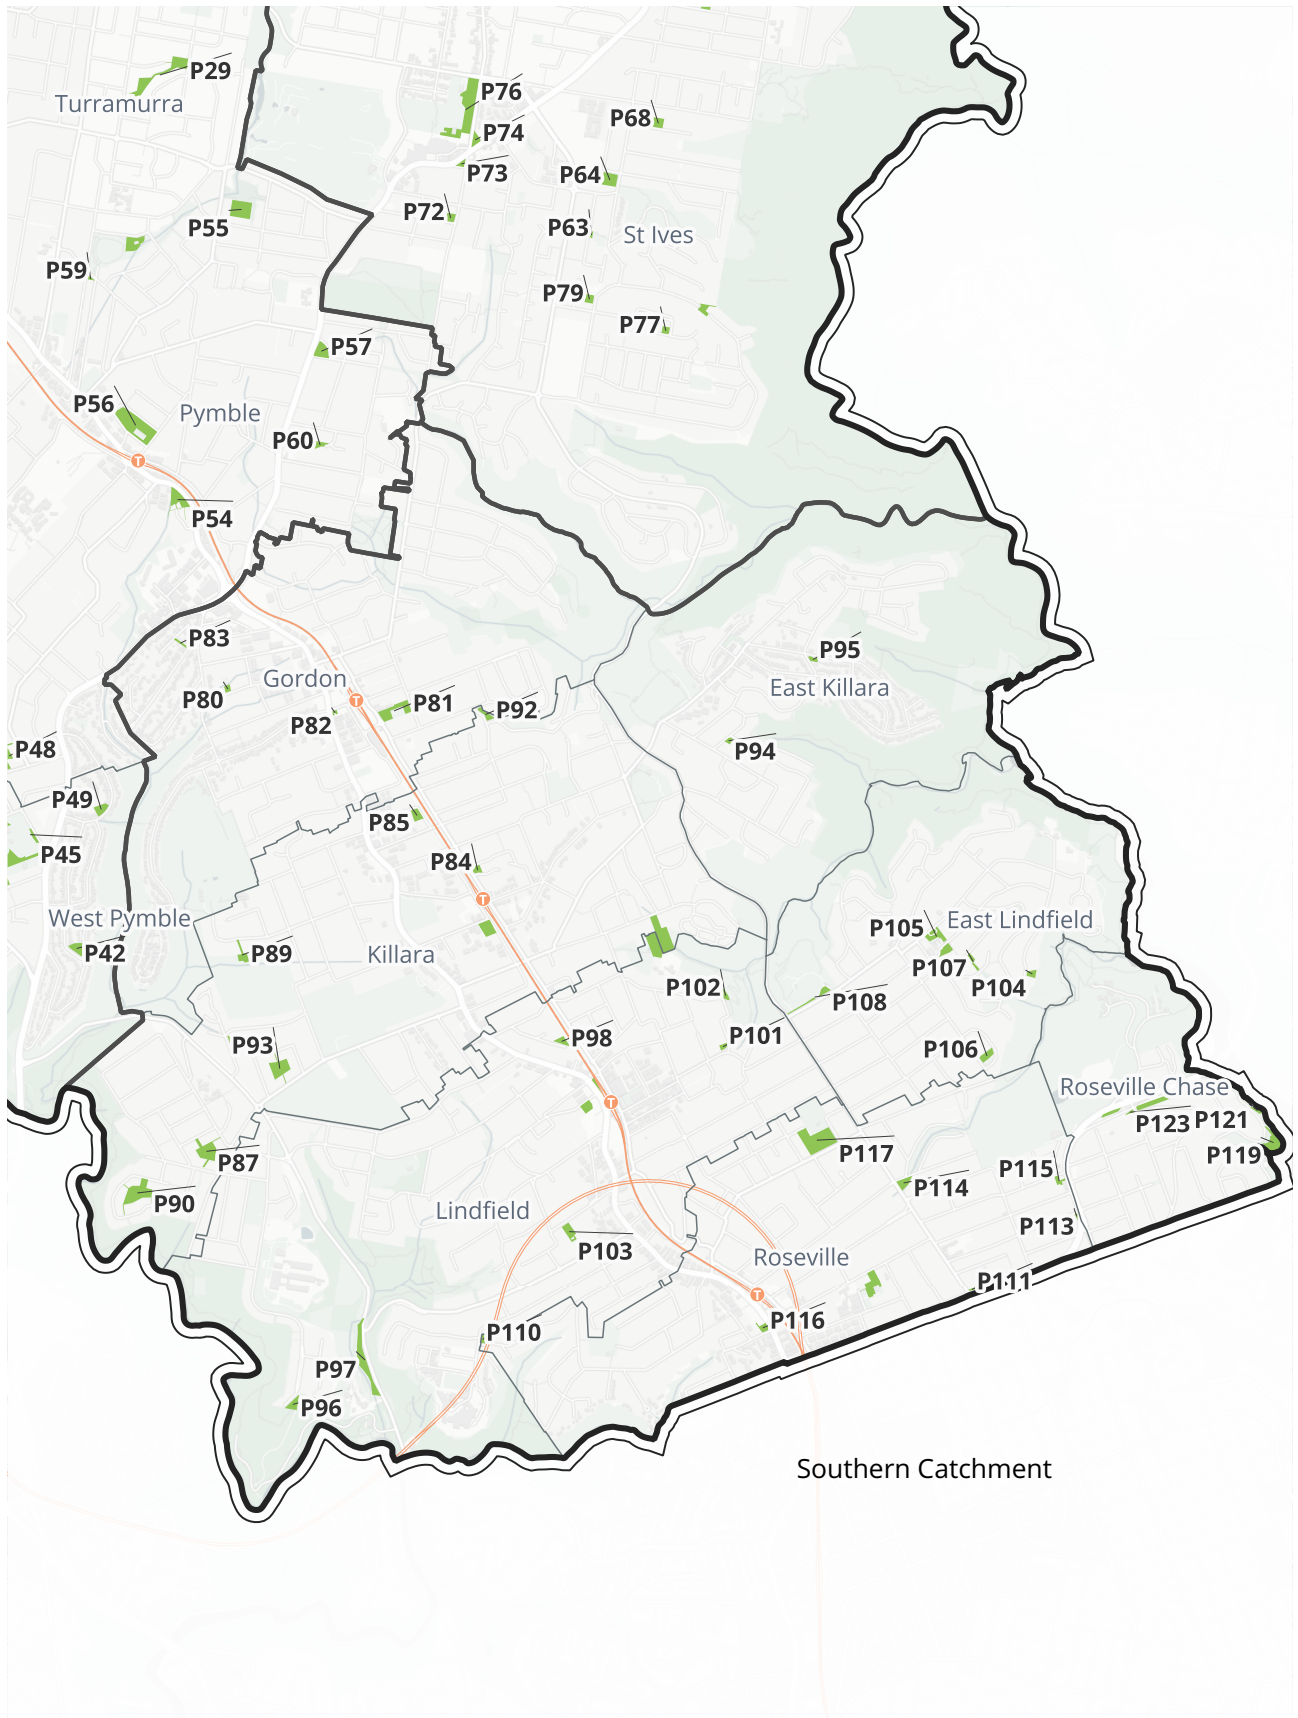 P29
Turramurra
P76
P74
P73
P68
P64
P72
P63
St Ives
P55
P59
P79
P77
P57
P56
Pymble
P60
T
P54
P83
P95
Gordon
East Killara
P80
T
P81
P92
P82
P48
P94
P49
P85
P45
P84
T
West Pymble
P42
P89
Killara
P105
East Lindfield
P107
P104
P102
P108
P93
P98
P101
P106
T
Roseville Chase
P123
P121
P87
P117
P119
P90
P115
P114
Lindfield
P103
P113
Roseville
T
P111
P110
P116
P97
P96
Southern Catchment